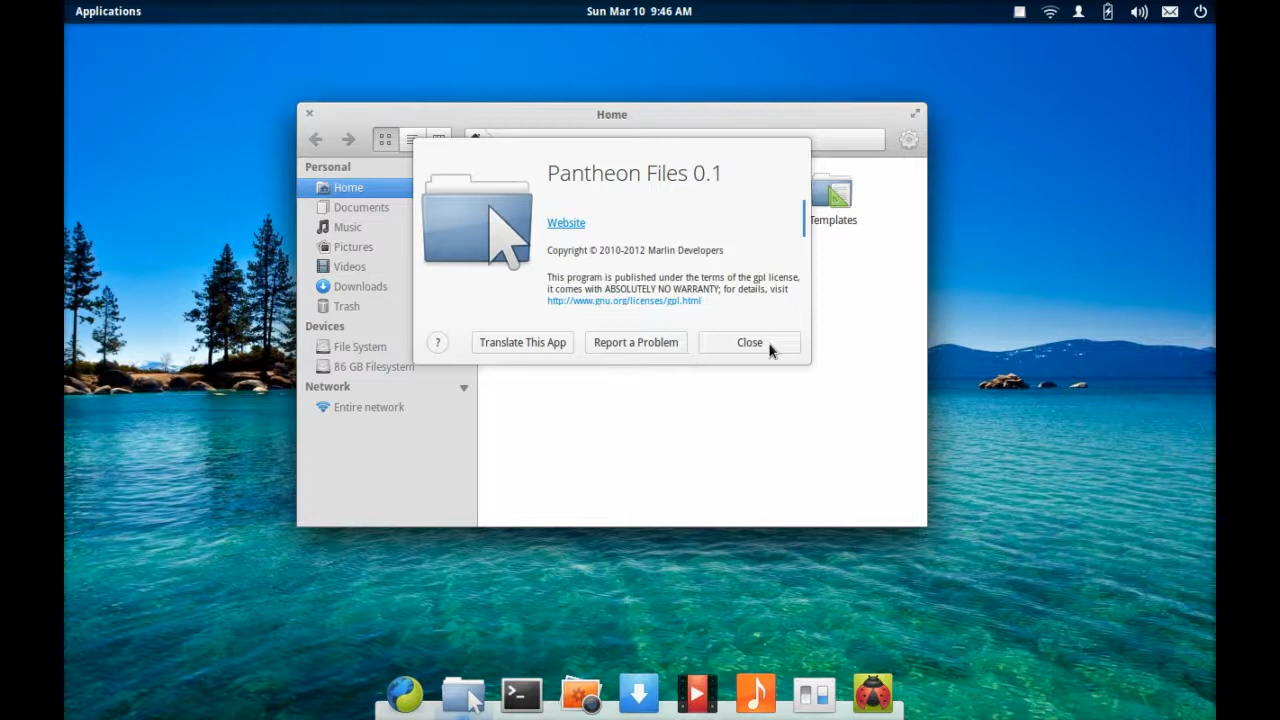 Applications
Sun Mar 10 9:46 AM
Home
Personal
Home
Documents
Music
Pictures
Videos
Downloads
Trash
Devices
File System
86 GB Filesystem
Network
Entire network
Pantheon Files 0.1
Website
Copyright © 2010-2012 Marlin Developers
This program is published under the terms of the gpl license,
it comes with ABSOLUTELY NO WARRANTY; for details, visit
http://www.gnu.org/licenses/gpl.html
?
Translate This App
Report a Problem
Close
Templates
>_